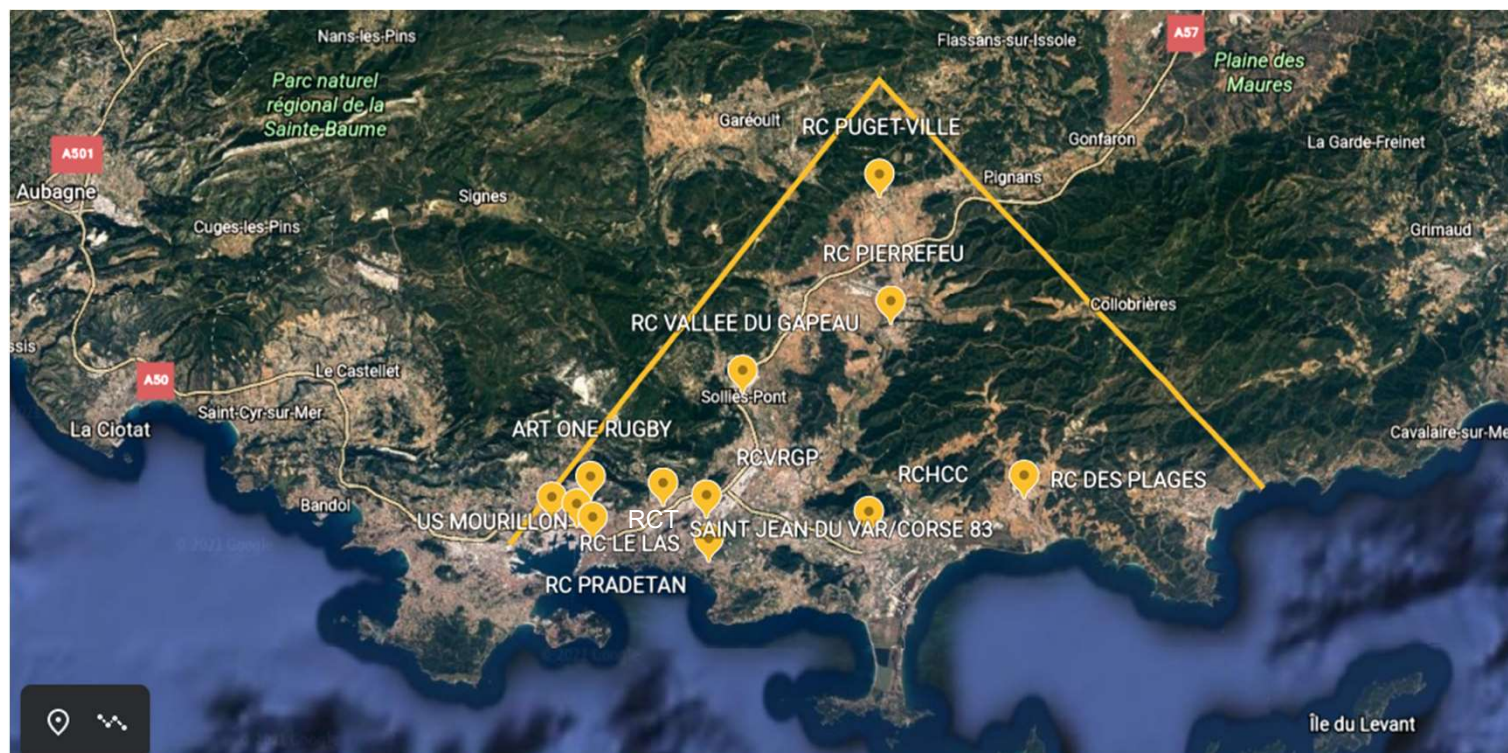 Nans-les-Pins
Flassans-sur-Issole
A57
Plaine des
Maures
Parc naturel
régional de la
Sainte-Baume
Garéoult
RC PUGET-VILLE
Gonfaron
La Garde-Freinet
A501
Aubagne
Pignans
Signes
Cuges-les-Pins
Grimaud
RC PIERREFEU
Collobrières
RC VALLEE DU GAPEAU
ssis
A50
Le Castellet
Solliès-Pont
Saint-Cyr-sur-Mer
La Ciotat
ART ONE RUGBY
Cavalaire-sur-Me
RCVRGP
RCHCC
RC DES PLAGES
Bandol
US MOURILLON
RCT
SAINT JEAN DU VAR/CORSE 83
RC LE LAS
RC PRADETAN
Île du Levant